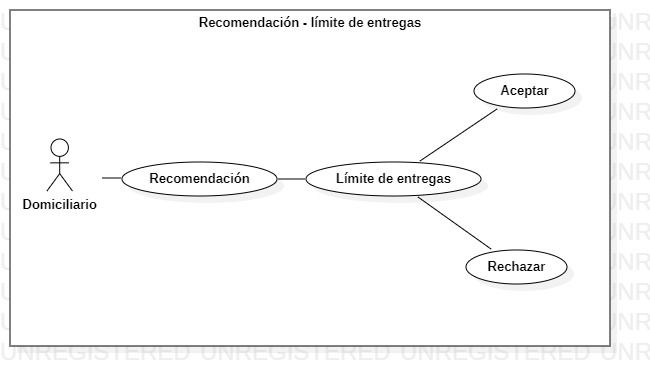 Recomendación - límite de entregas
Aceptar
Domiciliario
Recomendación
Límite de entregas
Rechazar
UNREGISTERED UNREGISTERED UNREGISTERED UNR